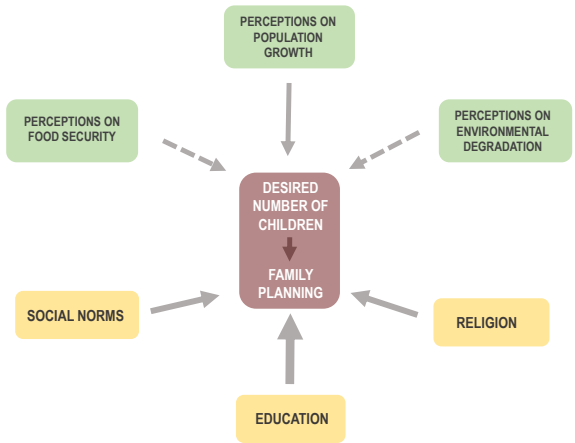 PERCEPTIONS ON
POPULATION
GROWTH
PERCEPTIONS ON
FOOD SECURITY
PERCEPTIONS ON
ENVIRONMENTAL
DEGRADATION
DESIRED
NUMBER OF
CHILDREN
FAMILY
PLANNING
SOCIAL NORMS
RELIGION
EDUCATION